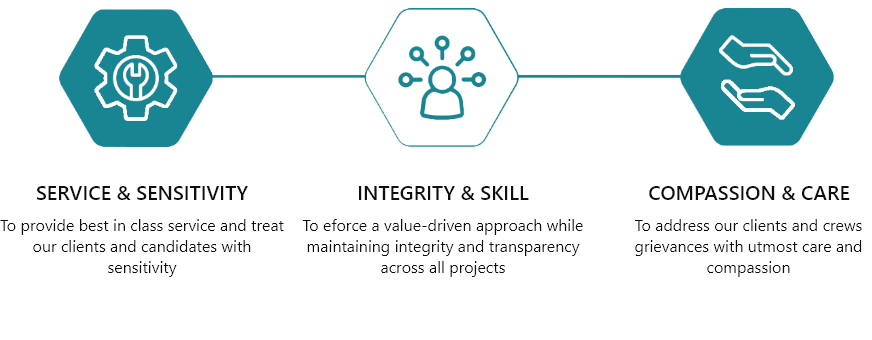 SERVICE & SENSITIVITY
To provide best in class service and treat
our clients and candidates with
sensitivity
INTEGRITY & SKILL
To eforce a value-driven approach while
maintaining integrity and transparency
across all projects
COMPASSION & CARE
To address our clients and crews
grievances with utmost care and
compassion